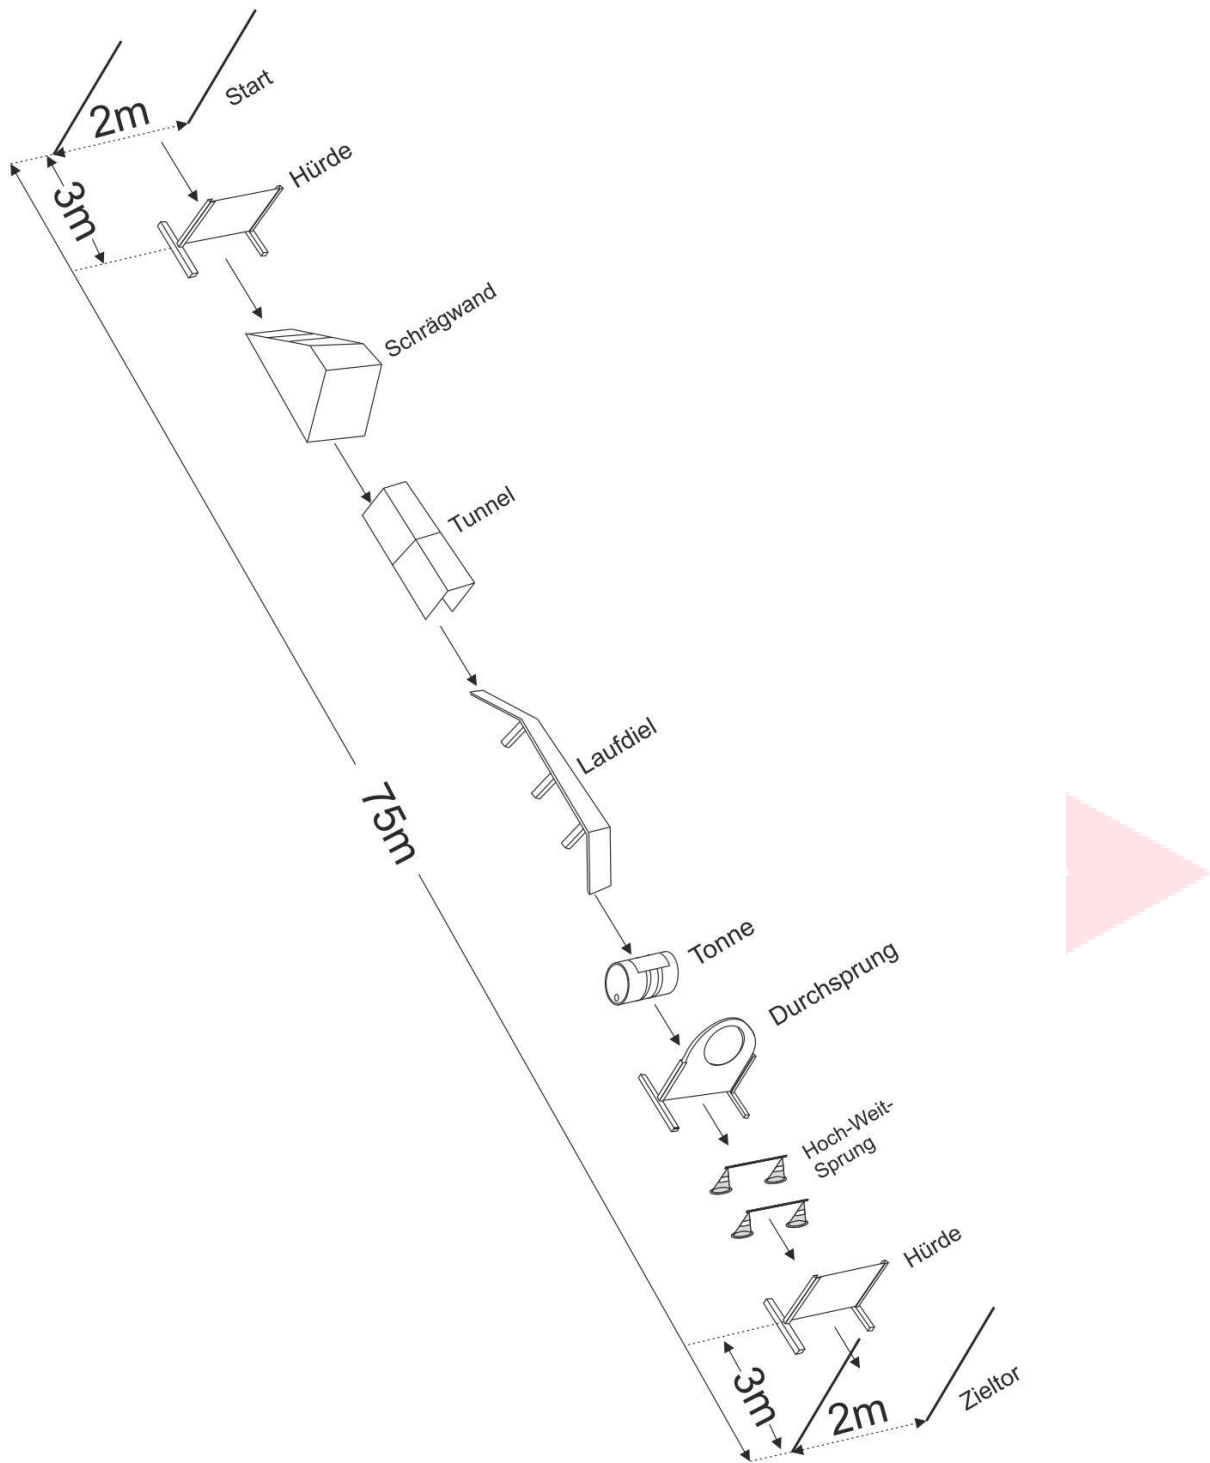 Start
2m
3m
Hürde
Schrägwand
Tunnel
Laufdiel
75m
Tonne
Durchsprung
Hoch-Weit-
Sprung
Hürde
3m
2m
Zieltor